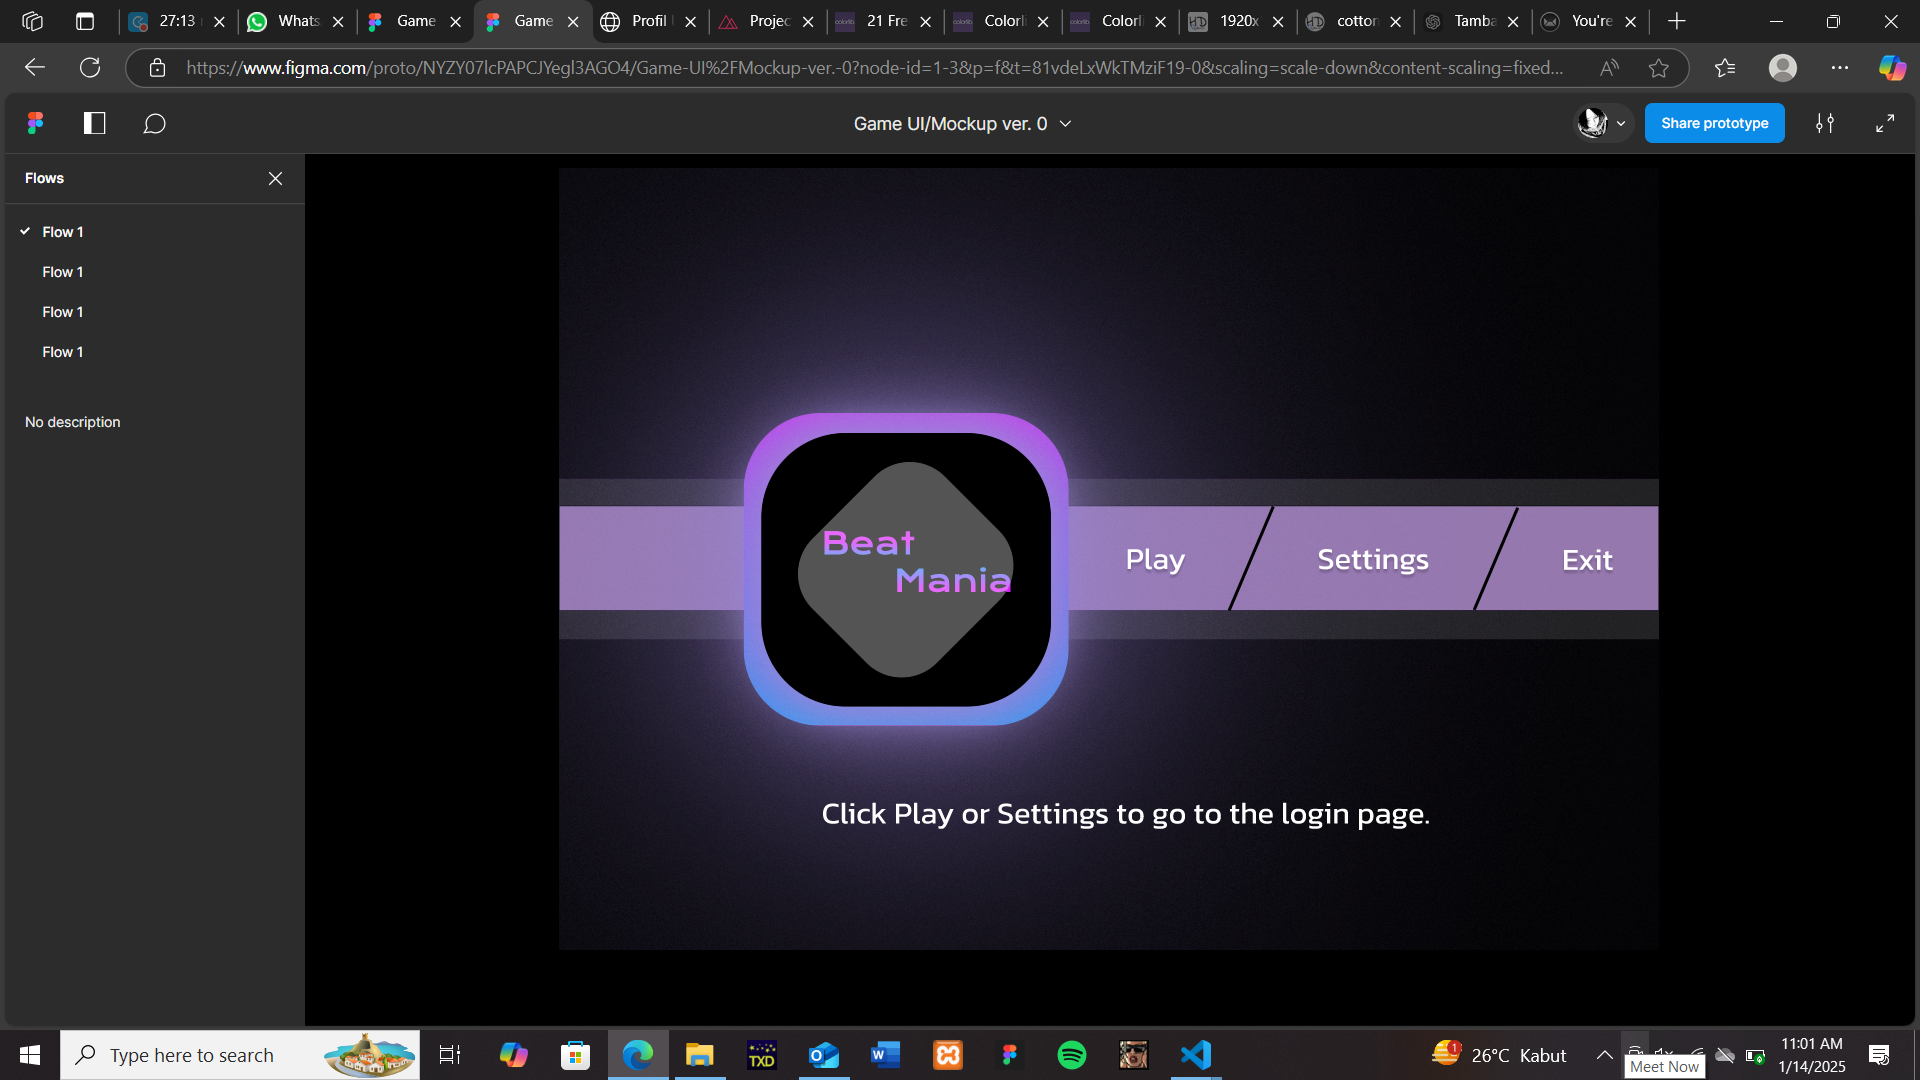 27:13
Whats
Game
Game
Profil
Projec
21 Fre
Colorl
Colorl
1920x
cotton
Tamba
You're
https://www.figma.com/proto/NYZY07lcPAPCJYegl3AGO4/Game-UI%2FMockup-ver.-0?node-id=1-3&p=f&t=81vdeLxWkTMziF19-0&scaling=scale-down&content-scaling=fixed...
Game UI/Mockup ver. 0
Share prototype
Flows
Flow 1
Flow 1
Flow 1
Flow 1
No description
Beat
Mania
Play
Settings
Exit
Click Play or Settings to go to the login page.
Type here to search
TXD
1
26°C Kabut
Meet Now
11:01 AM
1/14/2025